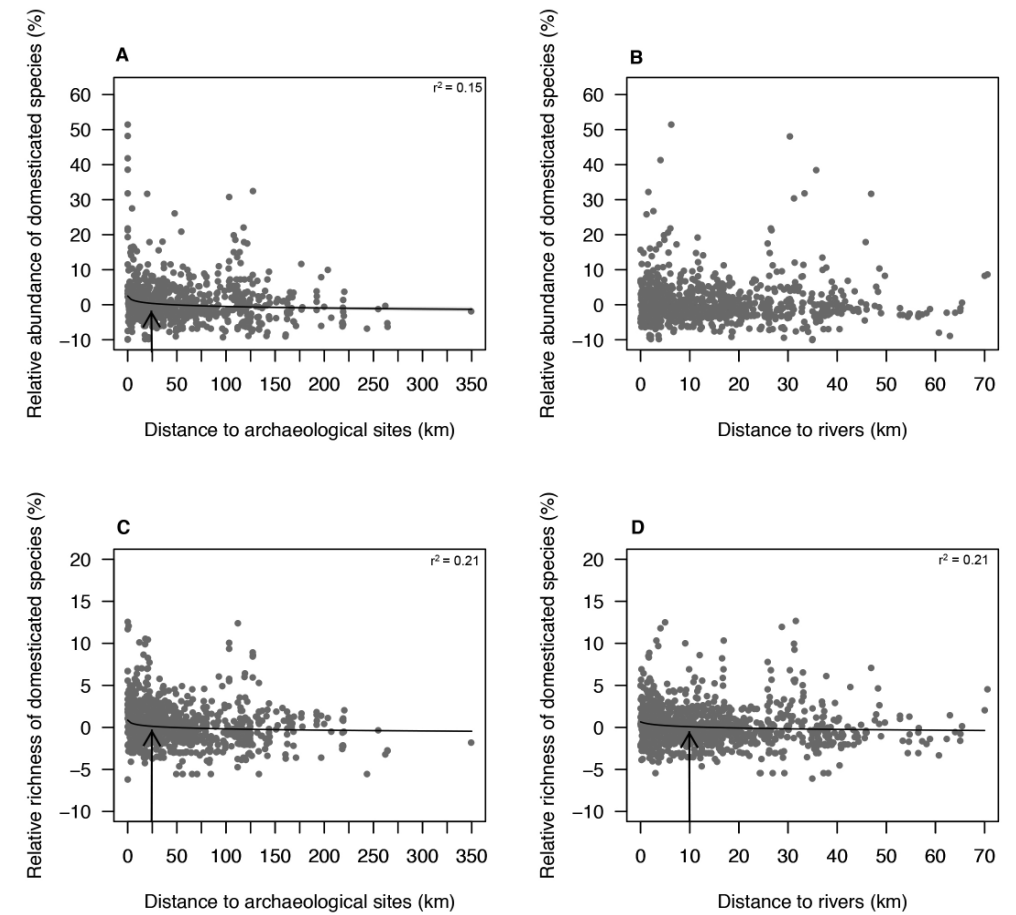 A
r² = 0.15
Relative abundance of domesticated species (%)
60
50
40
30
20
10
0
−10
0 50 100 150 200 250 300 350
Distance to archaeological sites (km)
B
Relative abundance of domesticated species (%)
60
50
40
30
20
10
0
−10
0 10 20 30 40 50 60 70
Distance to rivers (km)
C
r² = 0.21
Relative richness of domesticated species (%)
20
15
10
5
0
−5
−10
0 50 100 150 200 250 300 350
Distance to archaeological sites (km)
D
r² = 0.21
Relative richness of domesticated species (%)
20
15
10
5
0
−5
−10
0 10 20 30 40 50 60 70
Distance to rivers (km)